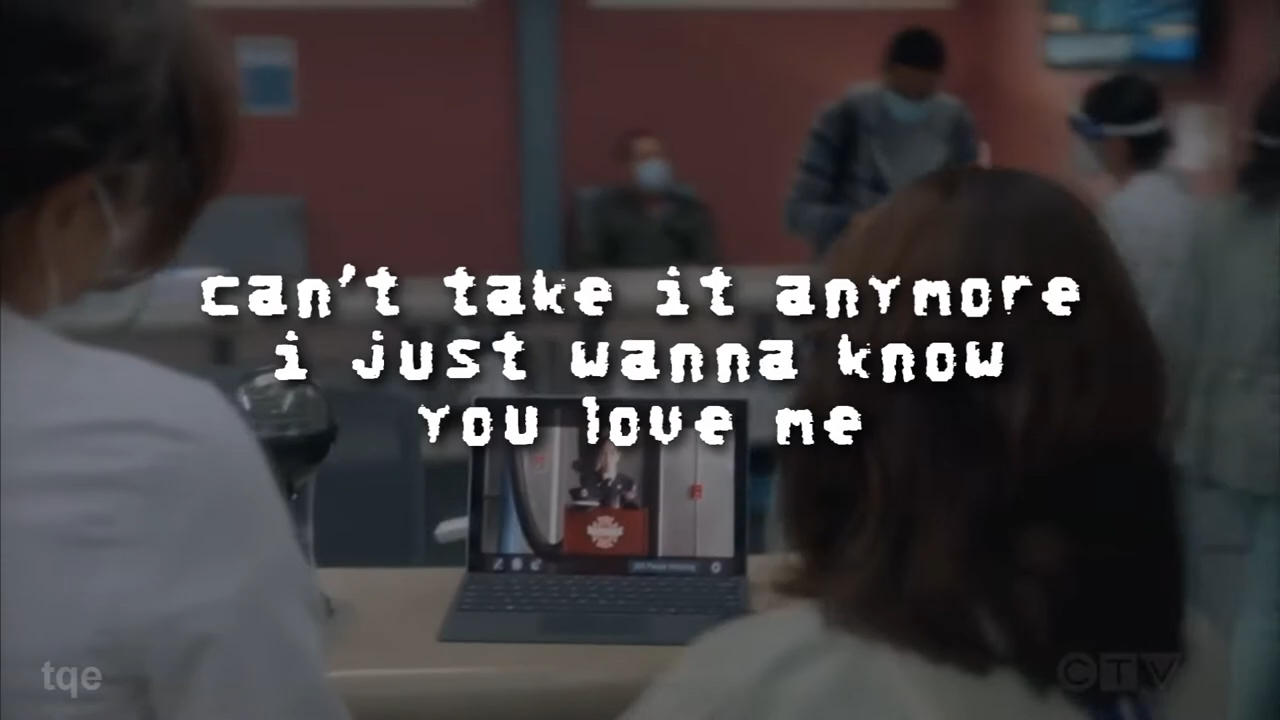 can't take it anymore
i just wanna know
you love me
tqe
CTV